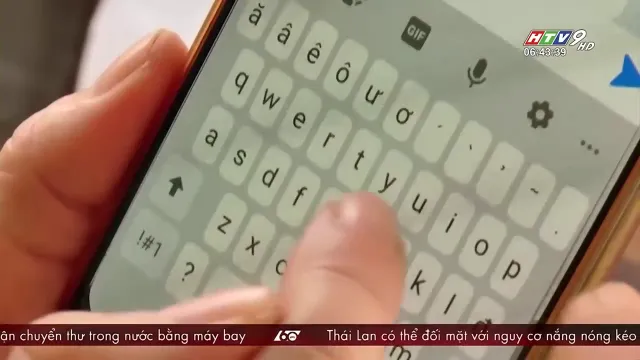 HTV9 HD
06:43:39
GIF
ă â ê ô ư ơ ´ ` ̉ ~ .
q w e r t y u i o p
a s d f k l đ
z x c m
!#1 ?
ận chuyển thư trong nước bằng máy bay 60 Thái Lan có thể đối mặt với nguy cơ nắng nóng kéo